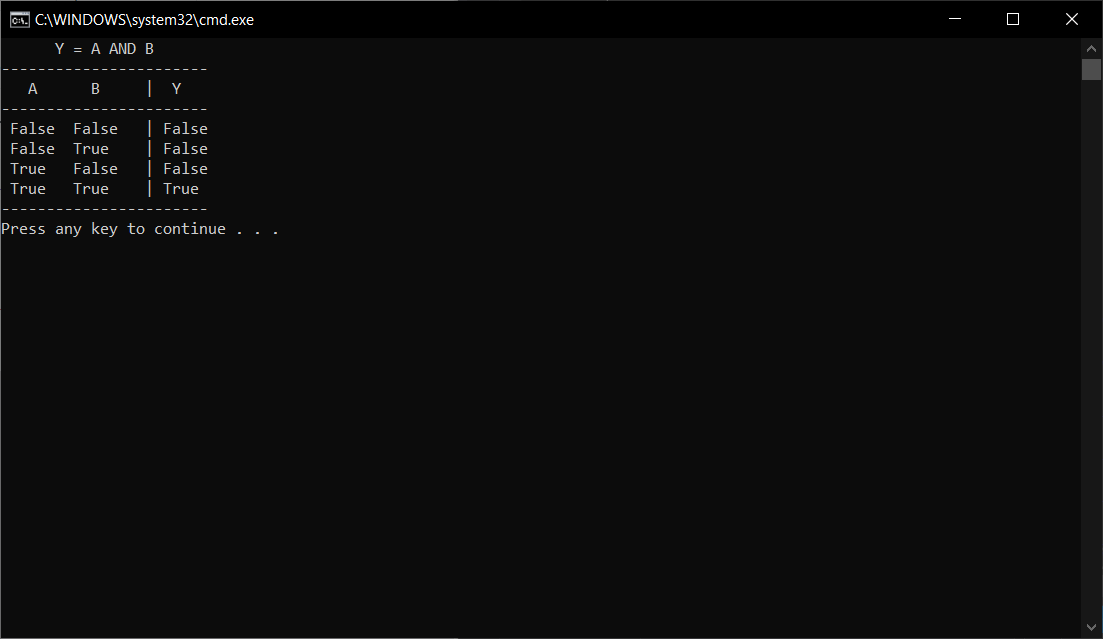 C:\WINDOWS\system32\cmd.exe
      Y = A AND B
-----------------------
   A      B     |  Y
-----------------------
 False  False   | False
 False  True    | False
 True   False   | False
 True   True    | True
-----------------------
Press any key to continue . . .